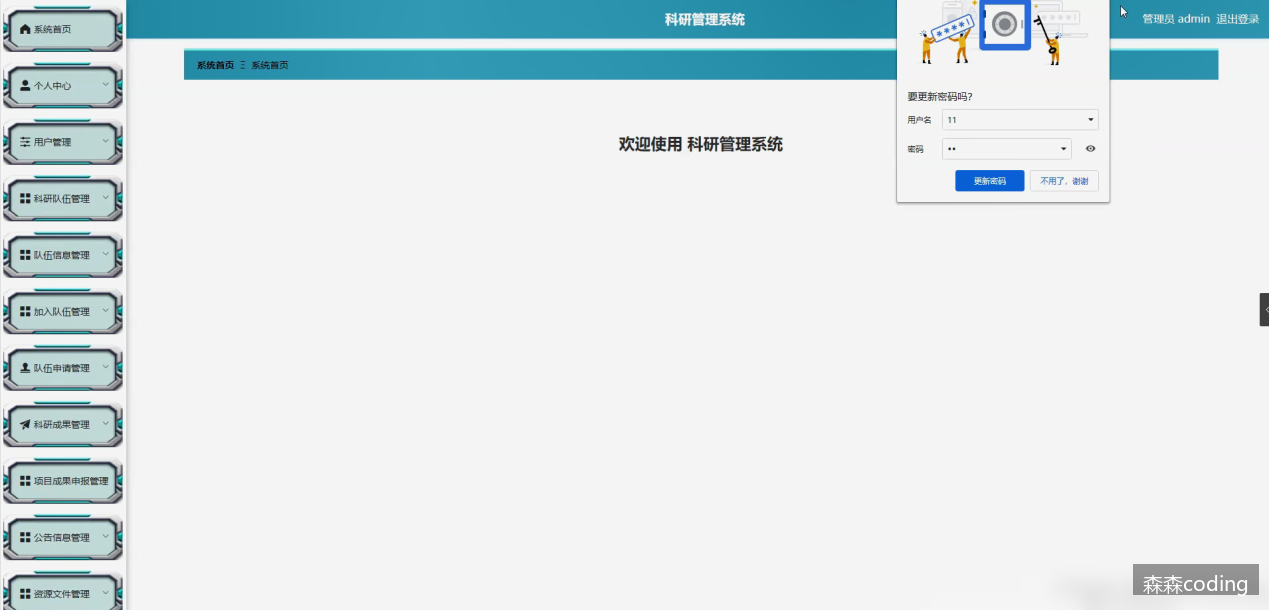 科研管理系统
管理员 admin 退出登录
系统首页
个人中心
用户管理
科研队伍管理
队伍信息管理
加入队伍管理
队伍申请管理
科研成果管理
项目成果申报管理
公告信息管理
资源文件管理
系统首页 Ξ 系统首页
欢迎使用 科研管理系统
****!
要更新密码吗?
用户名 11
密码 ••
更新密码 不用了，谢谢
森森coding